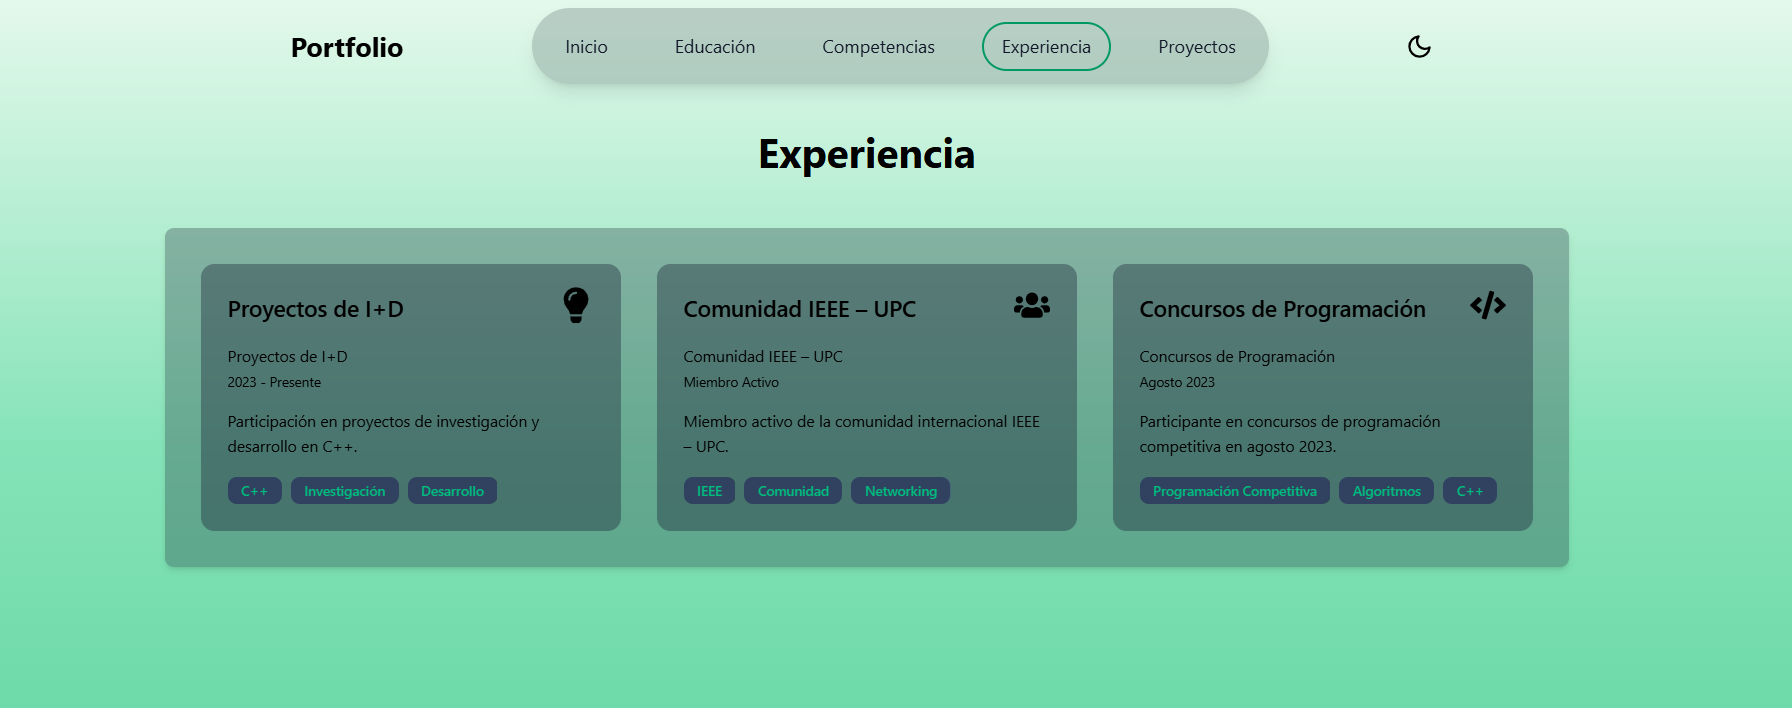 Portfolio
Inicio
Educación
Competencias
Experiencia
Proyectos
Experiencia
Proyectos de I+D
Proyectos de I+D
2023 - Presente
Participación en proyectos de investigación y
desarrollo en C++.
C++
Investigación
Desarrollo
Comunidad IEEE – UPC
Comunidad IEEE – UPC
Miembro Activo
Miembro activo de la comunidad internacional IEEE
– UPC.
IEEE
Comunidad
Networking
Concursos de Programación
Concursos de Programación
Agosto 2023
Participante en concursos de programación
competitiva en agosto 2023.
Programación Competitiva
Algoritmos
C++